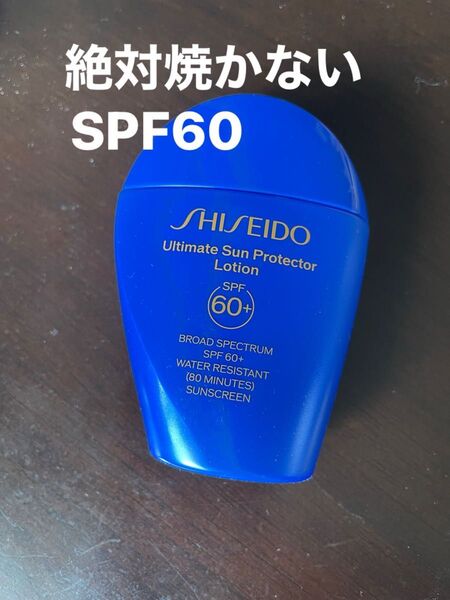 絶対焼かない
SPF60
SHISEIDO
Ultimate Sun Protector
Lotion
SPF
60+
BROAD SPECTRUM
SPF 60+
WATER RESISTANT
(80 MINUTES)
SUNSCREEN